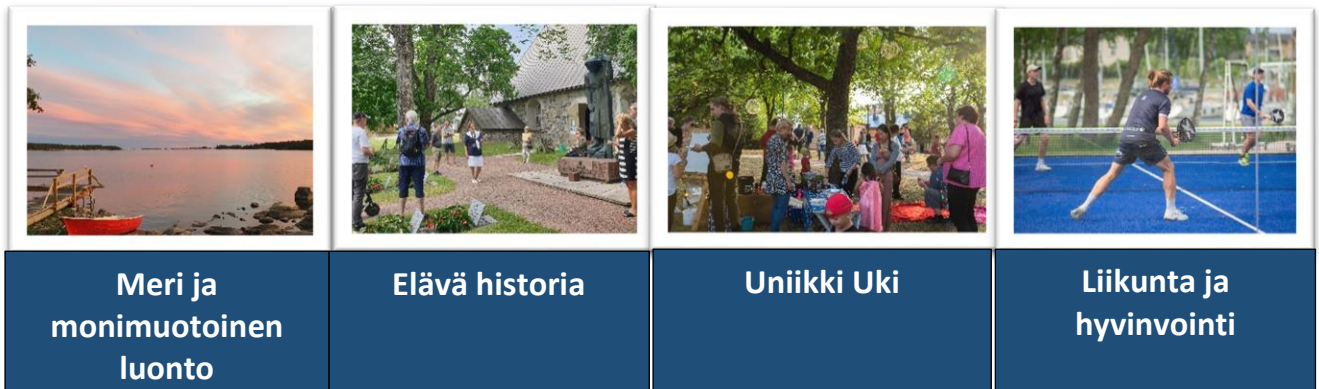 Meri ja
monimuotoinen
luonto
Elävä historia
Uniikki Uki
Liikunta ja
hyvinvointi